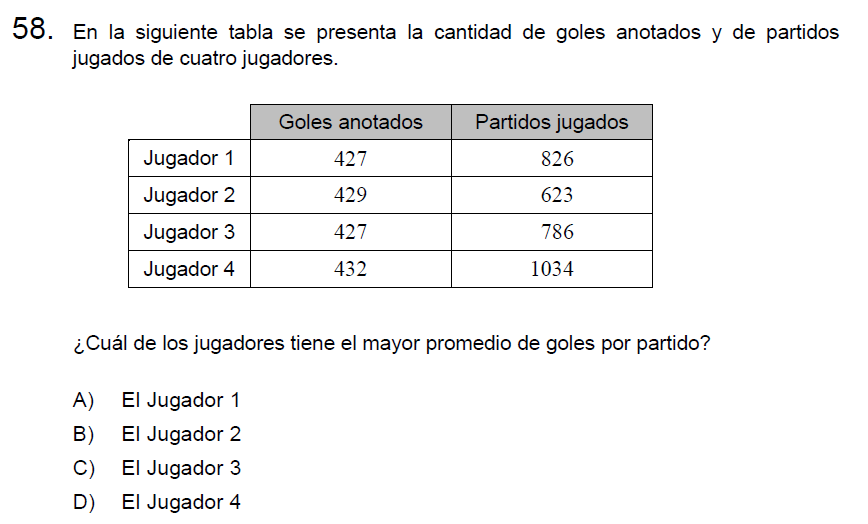 58. En la siguiente tabla se presenta la cantidad de goles anotados y de partidos
jugados de cuatro jugadores.
Goles anotados Partidos jugados
Jugador 1 427 826
Jugador 2 429 623
Jugador 3 427 786
Jugador 4 432 1034
¿Cuál de los jugadores tiene el mayor promedio de goles por partido?
A) El Jugador 1
B) El Jugador 2
C) El Jugador 3
D) El Jugador 4